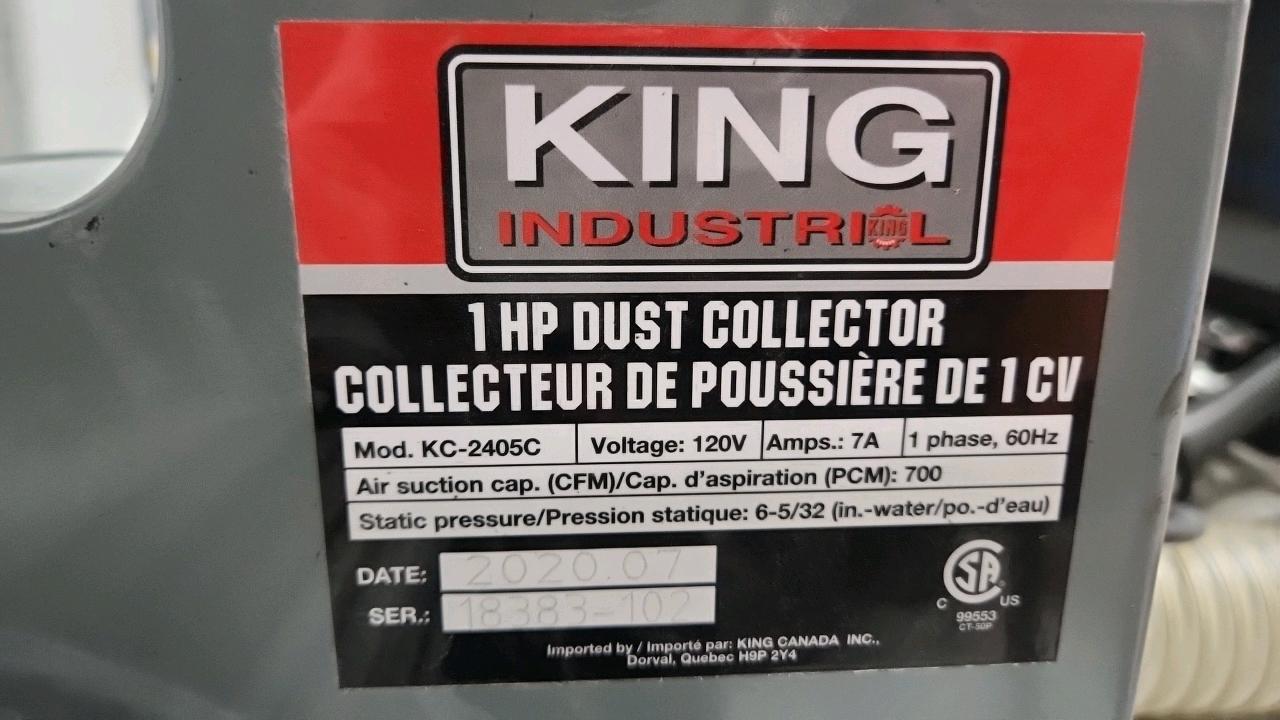 KING
INDUSTRIAL
KING
1 HP DUST COLLECTOR
COLLECTEUR DE POUSSIÈRE DE 1 CV
Mod. KC-2405C Voltage: 120V Amps.: 7A 1 phase, 60Hz
Air suction cap. (CFM)/Cap. d'aspiration (PCM): 700
Static pressure/Pression statique: 6-5/32 (in.-water/po.-d'eau)
DATE: 2020.07
SER.: 18383-102
CSA
C US
99553
CT-50P
Imported by / Importé par: KING CANADA INC.,
Dorval, Quebec H9P 2Y4